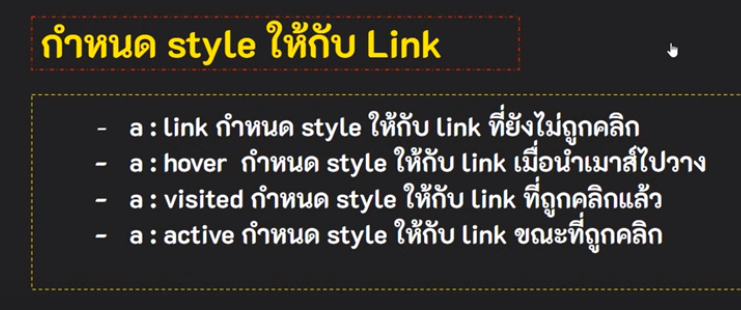 กำหนด style ให้กับ Link
- a : link กำหนด style ให้กับ link ที่ยังไม่ถูกคลิก
- a : hover กำหนด style ให้กับ link เมื่อนำเมาส์ไปวาง
- a : visited กำหนด style ให้กับ link ที่ถูกคลิกแล้ว
- a : active กำหนด style ให้กับ link ขณะที่ถูกคลิก